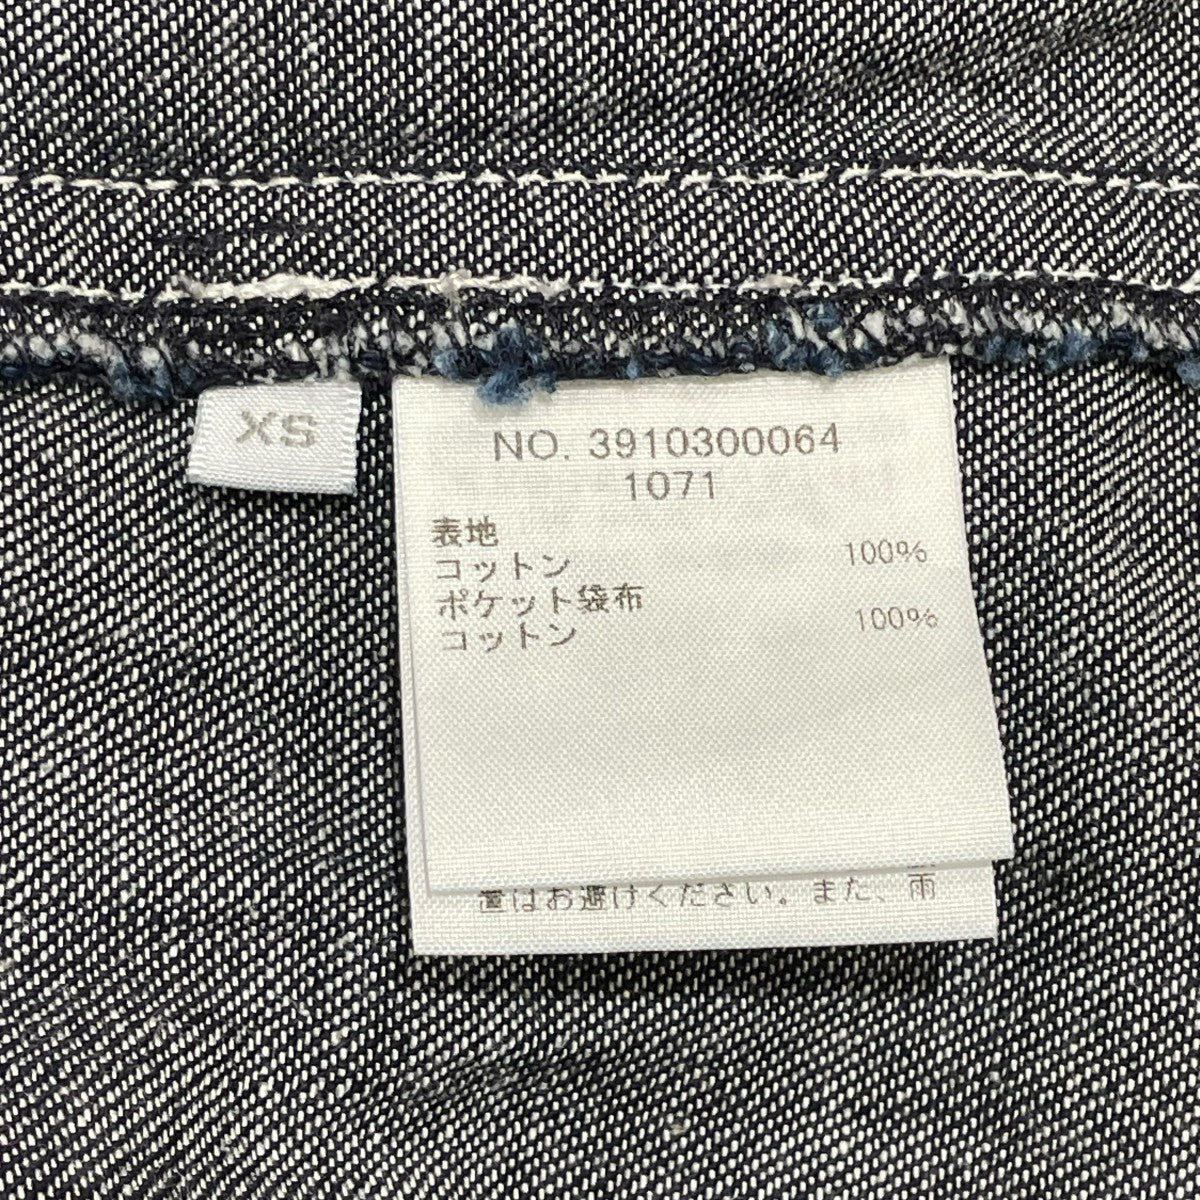 XS
NO. 3910300064
1071
表地
コットン 100%
ポケット袋布
コットン 100%
置はお避けください。また、雨